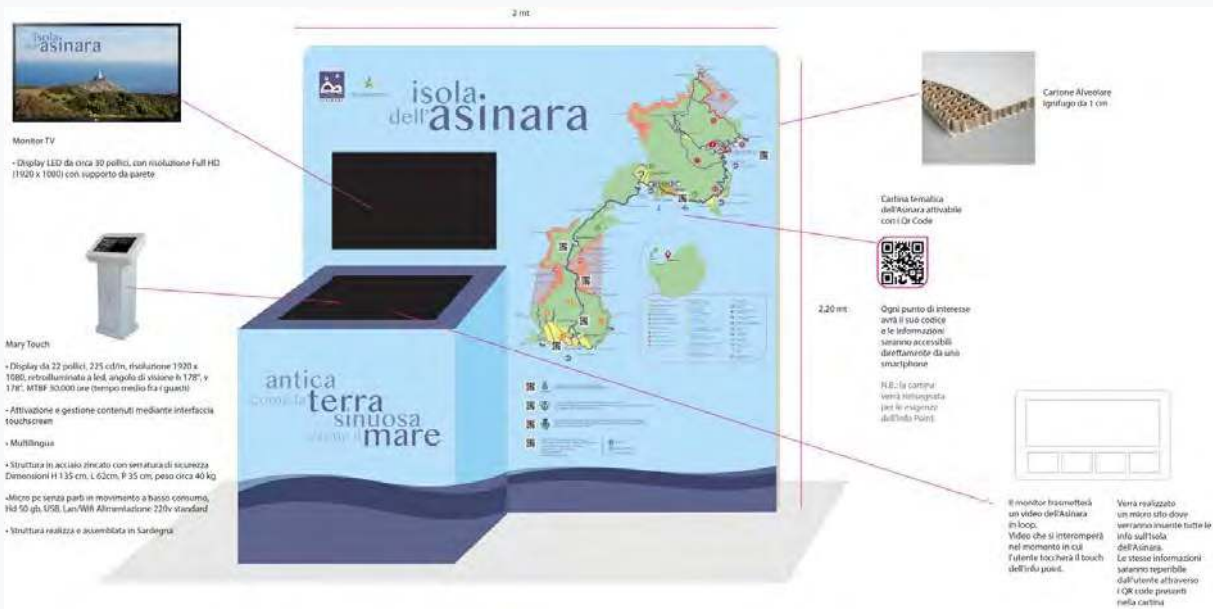 2 mt
isola
dell'asinara
Monitor TV
• Display LED da circa 30 pollici, con risoluzione Full HD
(1920 x 1080) con supporto da parete
Mary Touch
• Display da 22 pollici, 225 cd/m, risoluzione 1920 x
1080, retroilluminato a led, angolo di visione h 178°, v
178°. MTBF 50.000 ore (tempo medio fra i guasti)
• Attivazione e gestione contenuti mediante interfaccia
touchscreen
• Multilingua
• Struttura in acciaio zincato con serratura di sicurezza
Dimensioni H 135 cm, L 62cm, P 35 cm, peso circa 40 kg
•Micro pc senza parti in movimento a basso consumo,
Hd 50 gb, USB, Lan/Wifi Alimentazione 220v standard
• Struttura realizza e assemblata in Sardegna
isola
dell'asinara
antica
come la terra
sinuosa
come il mare
Cartone Alveolare
Ignifugo da 1 cm
Cartina tematica
dell'Asinara attivabile
con i Qr Code
2,20 mt
Ogni punto di interesse
avrà il suo codice
e le informazioni
saranno accessibili
direttamente da uno
smartphone
N.B.: la cartina
verrà ridisegnata
per le esigenze
dell'Info Point.
Il monitor trasmetterà
un video dell'Asinara
in loop.
Video che si interromperà
nel momento in cui
l'utente toccherà il touch
dell'info point.
Verrà realizzato
un micro sito dove
verranno inserite tutte le
info sull'Isola
dell'Asinara.
Le stesse informazioni
saranno reperibile
dall'utente attraverso
i QR code presenti
nella cartina